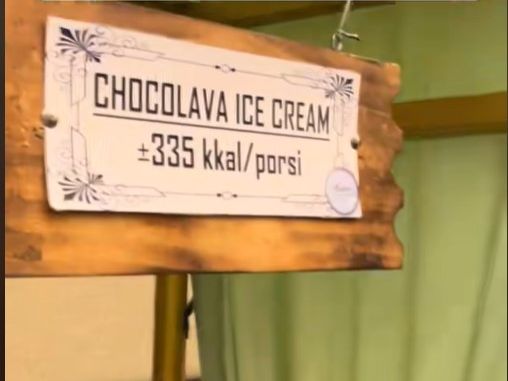 CHOCOLAVA ICE CREAM
±335 kkal/porsi